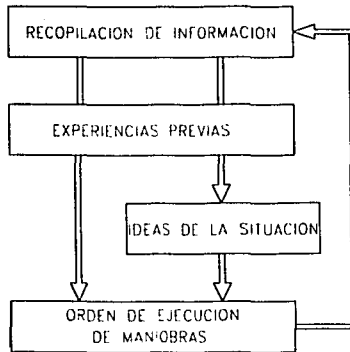 RECOPILACION DE INFORMACION
EXPERIENCIAS PREVIAS
IDEAS DE LA SITUACION
ORDEN DE EJECUCION
DE MANIOBRAS